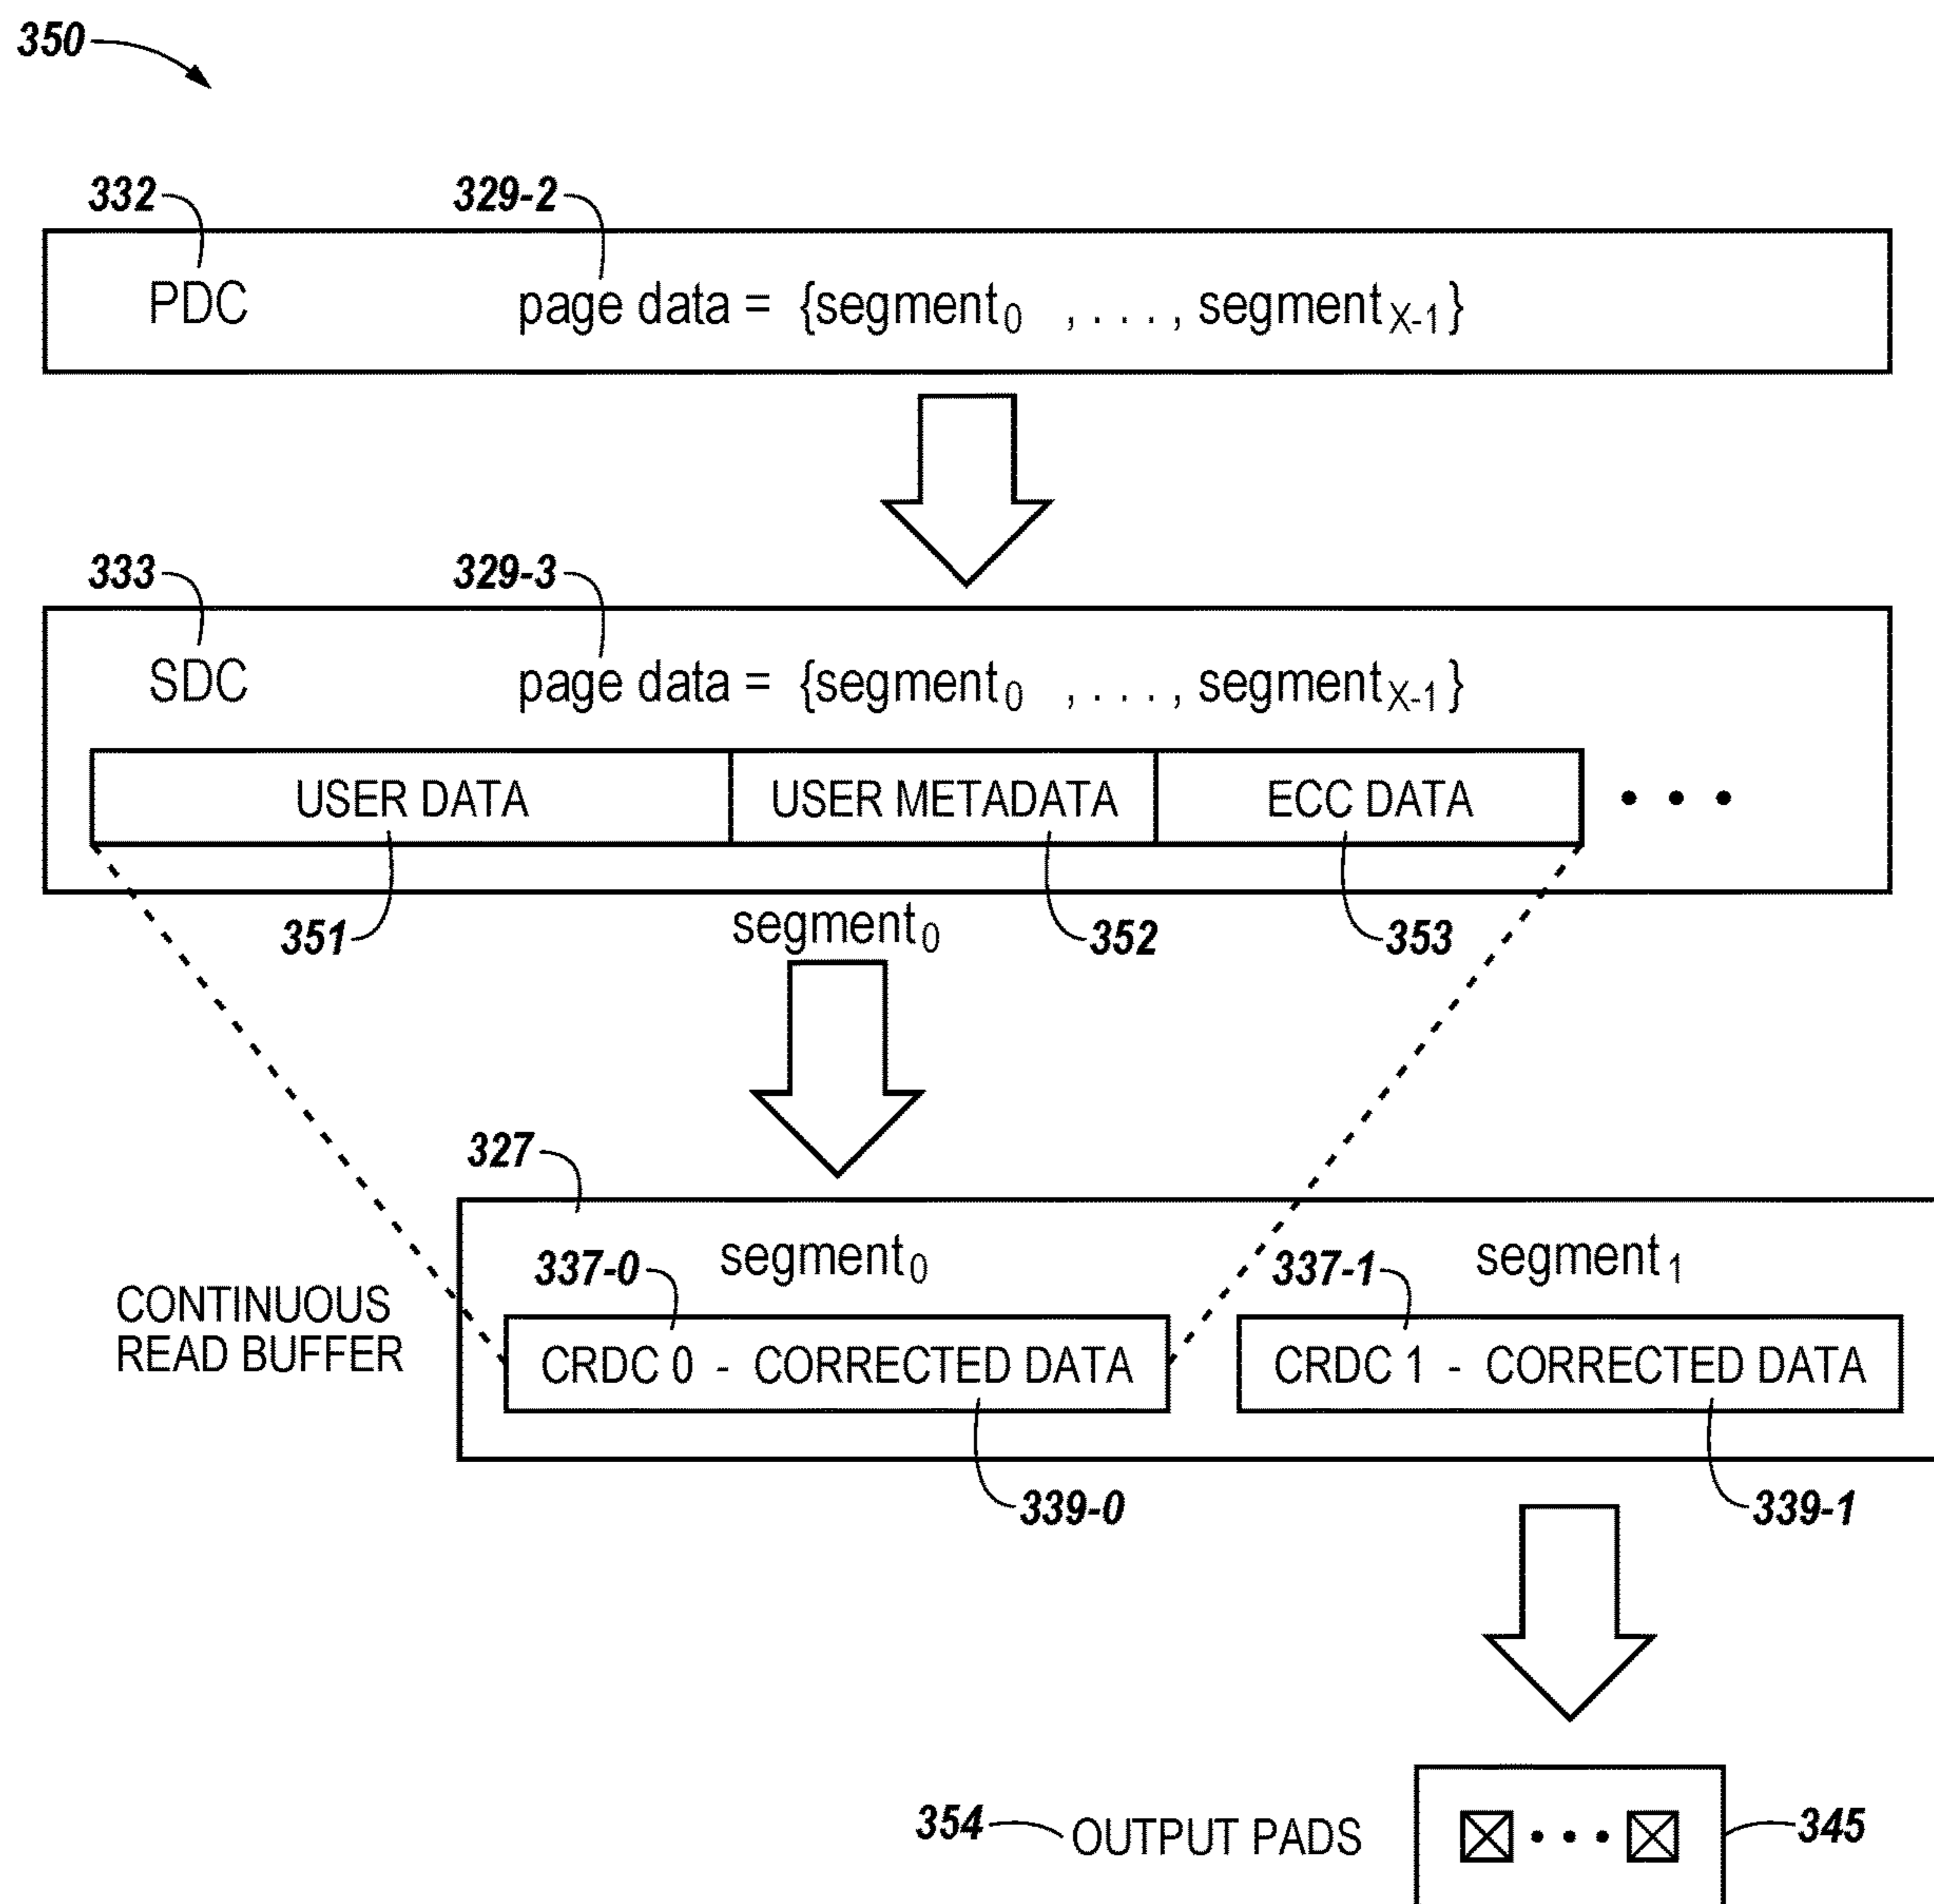 350
332 329-2
PDC page data = {segment0 , . . . , segmentX-1}
333 329-3
SDC page data = {segment0 , . . . , segmentX-1}
USER DATA USER METADATA ECC DATA • • •
351 segment0 352 353
327
337-0 segment0 337-1 segment1
CONTINUOUS
READ BUFFER
CRDC 0 - CORRECTED DATA CRDC 1 - CORRECTED DATA
339-0 339-1
354 OUTPUT PADS • • • 345